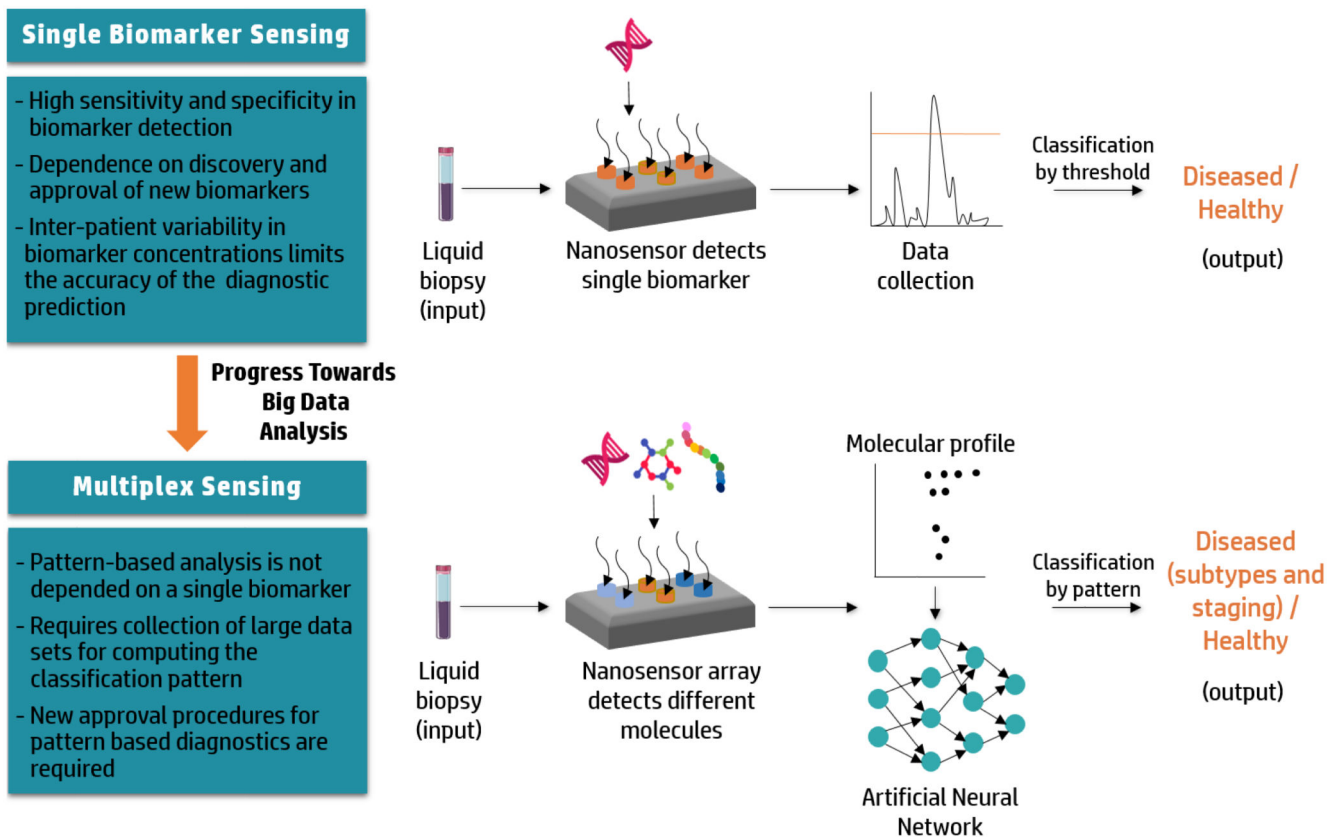 Single Biomarker Sensing
- High sensitivity and specificity in
biomarker detection
- Dependence on discovery and
approval of new biomarkers
- Inter-patient variability in
biomarker concentrations limits
the accuracy of the diagnostic
prediction
Liquid
biopsy
(input)
Nanosensor detects
single biomarker
Data
collection
Classification
by threshold
Diseased /
Healthy
(output)
Progress Towards
Big Data
Analysis
Multiplex Sensing
- Pattern-based analysis is not
depended on a single biomarker
- Requires collection of large data
sets for computing the
classification pattern
- New approval procedures for
pattern based diagnostics are
required
Liquid
biopsy
(input)
Nanosensor array
detects different
molecules
Molecular profile
Artificial Neural
Network
Classification
by pattern
Diseased
(subtypes and
staging) /
Healthy
(output)